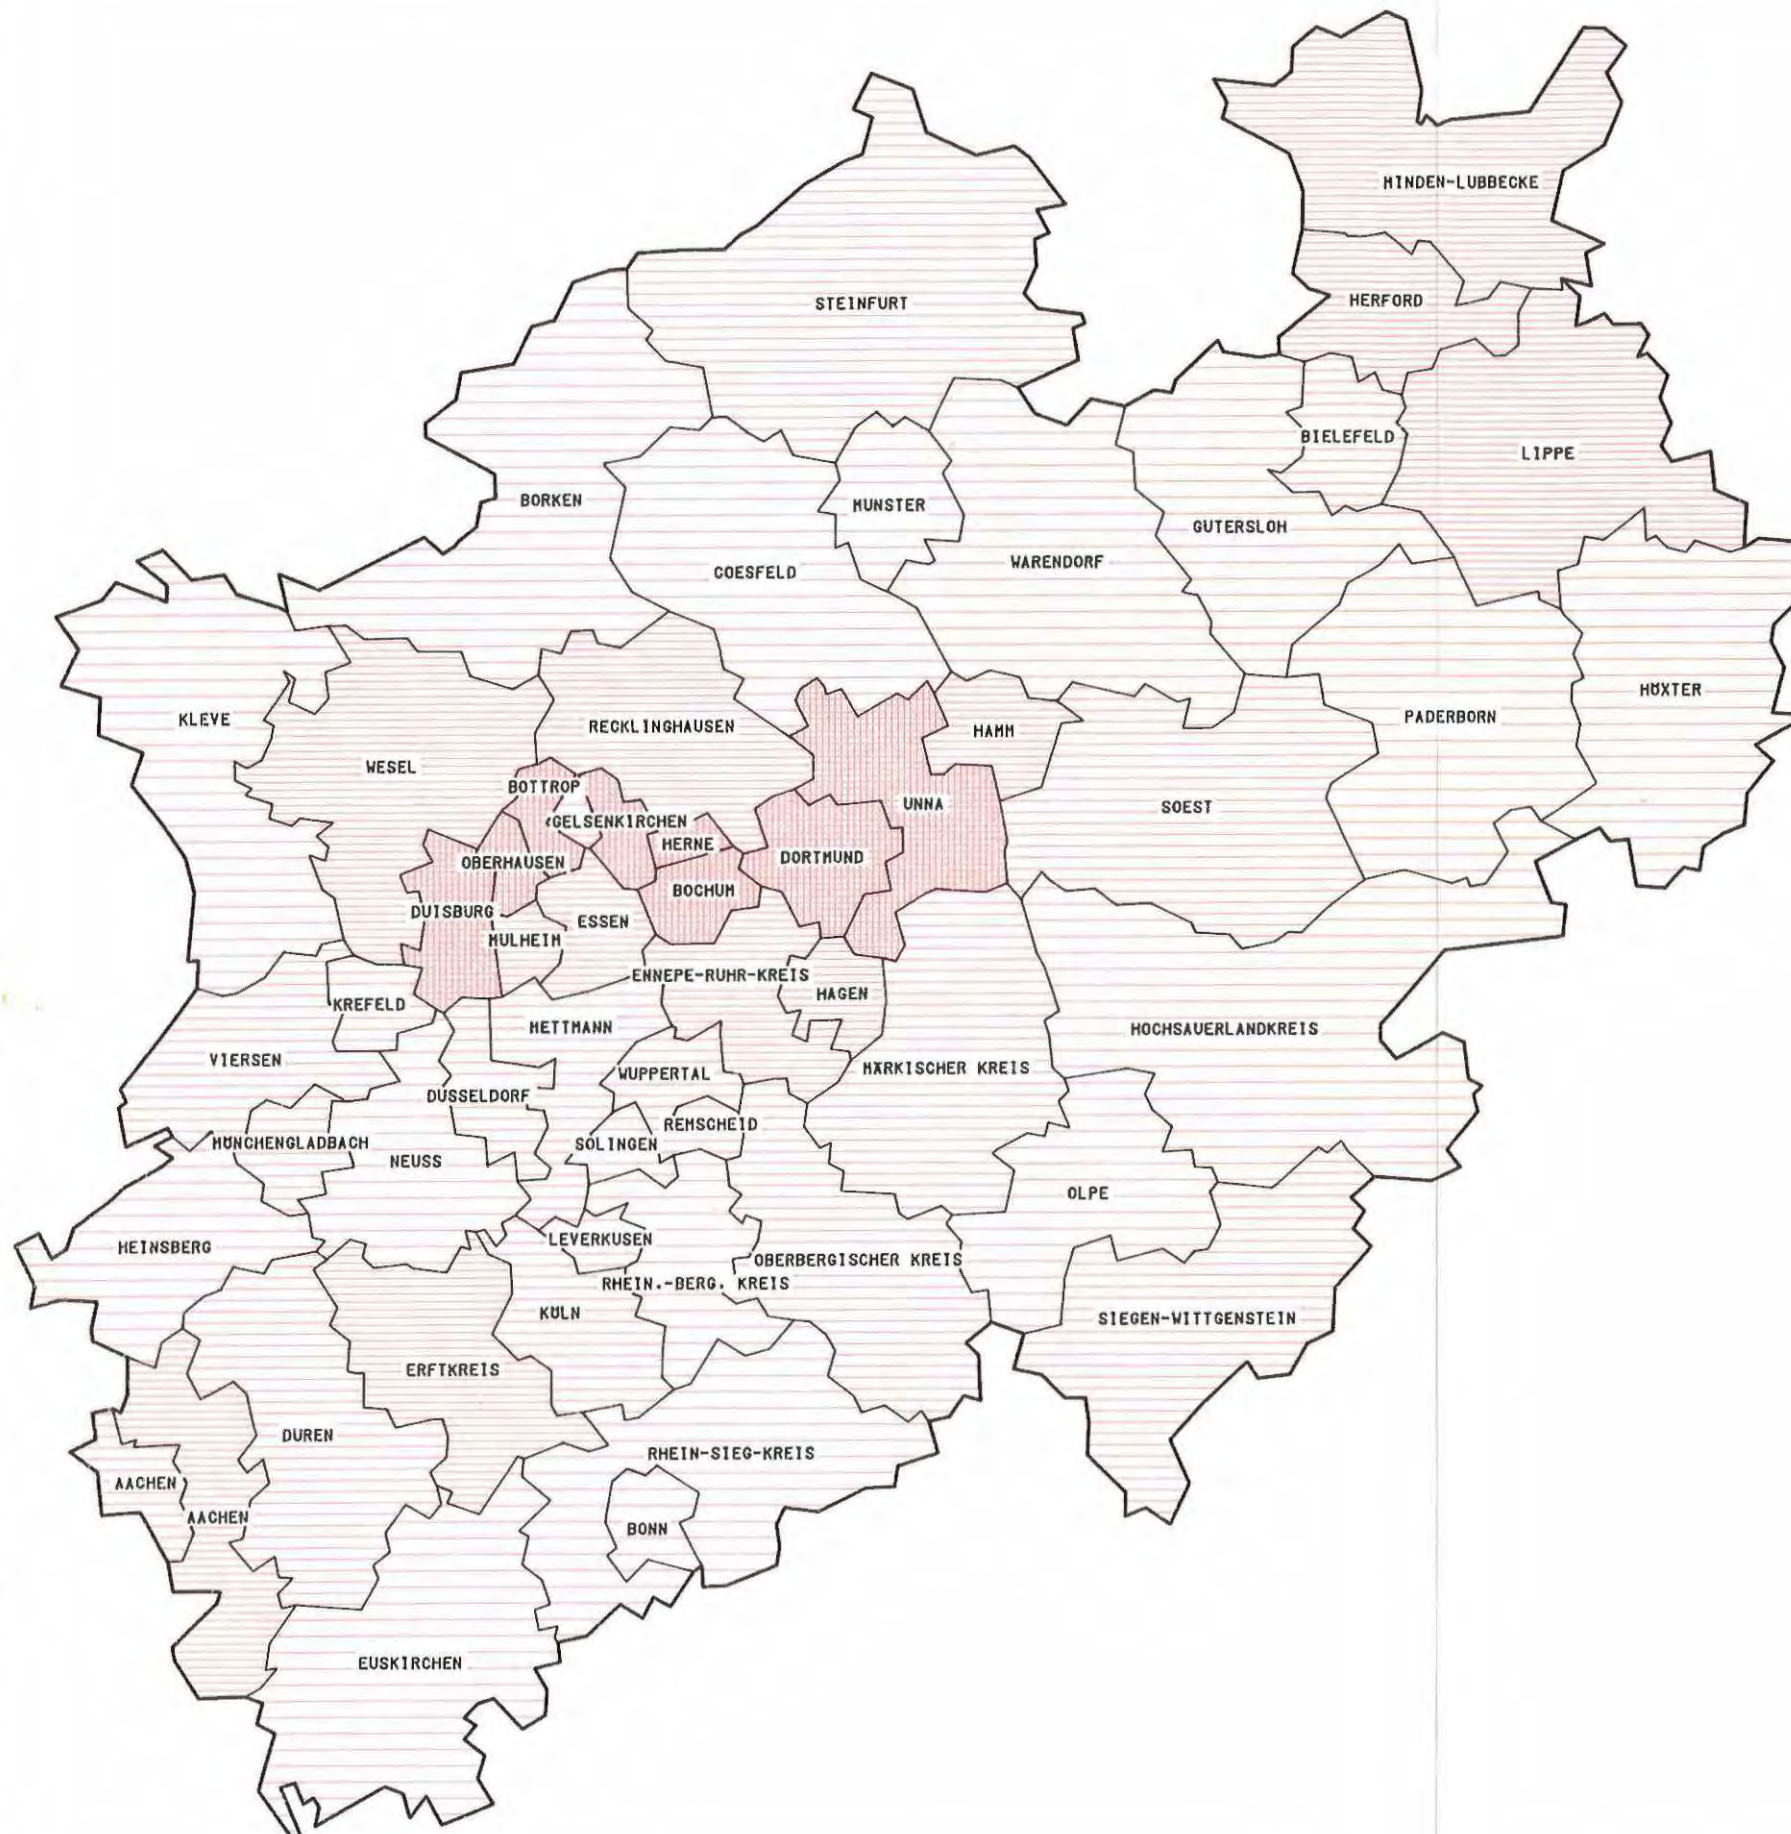 MINDEN-LUBBECKE
HERFORD
STEINFURT
BIELEFELD
LIPPE
BORKEN
MUNSTER
GUTERSLOH
WARENDORF
COESFELD
HÖXTER
PADERBORN
KLEVE
RECKLINGHAUSEN
HAMM
WESEL
BOTTROP
UNNA
SOEST
GELSENKIRCHEN
HERNE
DORTMUND
OBERHAUSEN
BOCHUM
DUISBURG
ESSEN
MULHEIM
ENNEPE-RUHR-KREIS
HAGEN
KREFELD
METTMANN
HOCHSAUERLANDKREIS
VIERSEN
MÄRKISCHER KREIS
WUPPERTAL
DUSSELDORF
REMSCHEID
MÖNCHENGLADBACH
SOLINGEN
NEUSS
OLPE
HEINSBERG
LEVERKUSEN
OBERBERGISCHER KREIS
RHEIN.-BERG. KREIS
KÖLN
SIEGEN-WITTGENSTEIN
ERFTKREIS
DUREN
RHEIN-SIEG-KREIS
AACHEN
AACHEN
BONN
EUSKIRCHEN